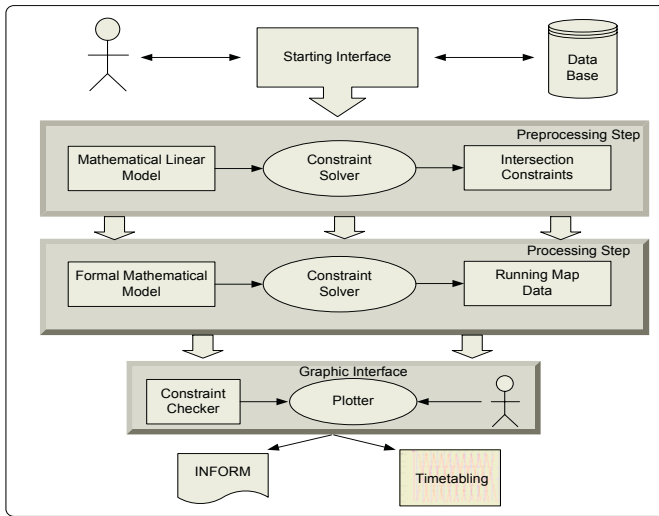 Starting Interface
Data
Base
Preprocessing Step
Mathematical Linear
Model
Constraint
Solver
Intersection
Constraints
Processing Step
Formal Mathematical
Model
Constraint
Solver
Running Map
Data
Graphic Interface
Constraint
Checker
Plotter
INFORM
Timetabling